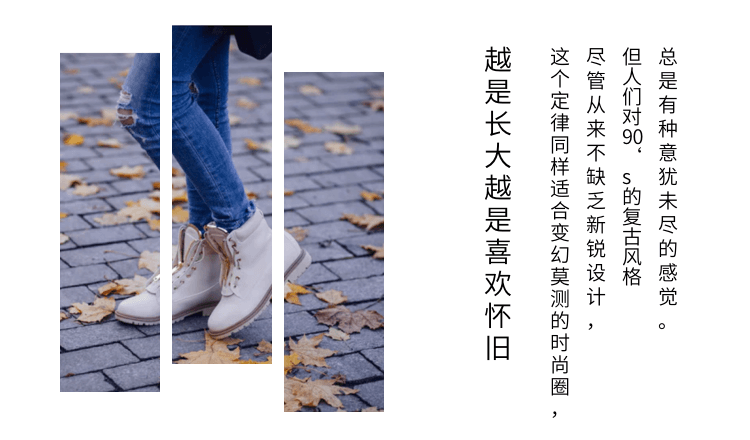 越是长大越是喜欢怀旧
这个定律同样适合变幻莫测的时尚圈，
尽管从来不缺乏新锐设计，
但人们对90‘s的复古风格
总是有种意犹未尽的感觉。